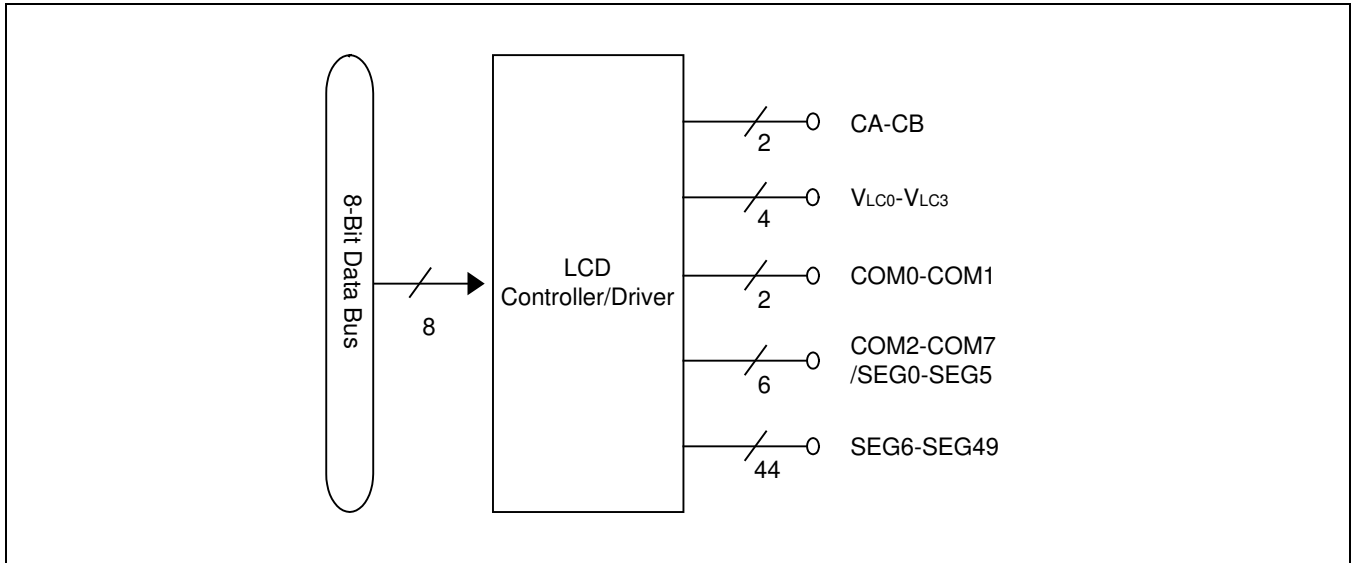 8-Bit Data Bus
8
LCD
Controller/Driver
2
CA-CB
4
VLC0-VLC3
2
COM0-COM1
6
COM2-COM7
/SEG0-SEG5
44
SEG6-SEG49